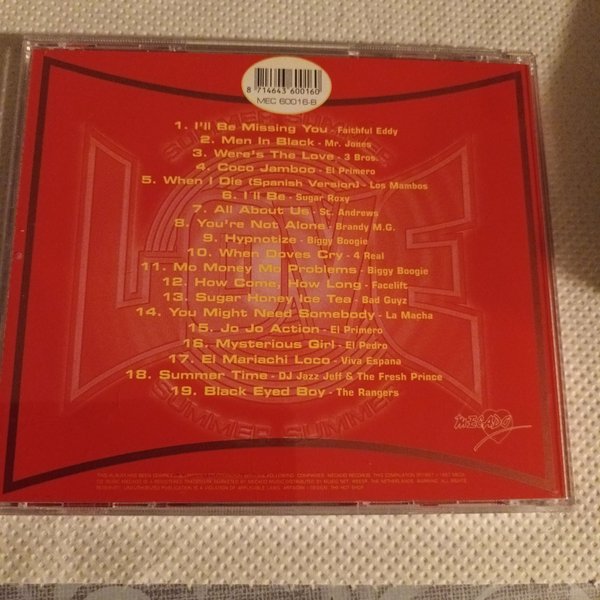 8 714643 600160
MEC 60016-B
SUMMER SUMMER
LOVE
1. I'll Be Missing You - Faithful Eddy
2. Men In Black - Mr. Jones
3. Were's The Love - 3 Bros.
4. Coco Jamboo - El Primero
5. When I Die (Spanish Version) - Los Mambos
6. I'll Be - Sugar Roxy
7. All About Us - St. Andrews
8. You're Not Alone - Brandy M.G.
9. Hypnotize - Biggy Boogie
10. When Doves Cry - 4 Real
11. Mo Money Mo Problems - Biggy Boogie
12. How Come, How Long - Facelift
13. Sugar Honey Ice Tea - Bad Guyz
14. You Might Need Somebody - La Macha
15. Jo Jo Action - El Primero
16. Mysterious Girl - El Pedro
17. El Mariachi Loco - Viva Espana
18. Summer Time - DJ Jazz Jeff & The Fresh Prince
19. Black Eyed Boy - The Rangers
SUMMER SUMMER
MECADO